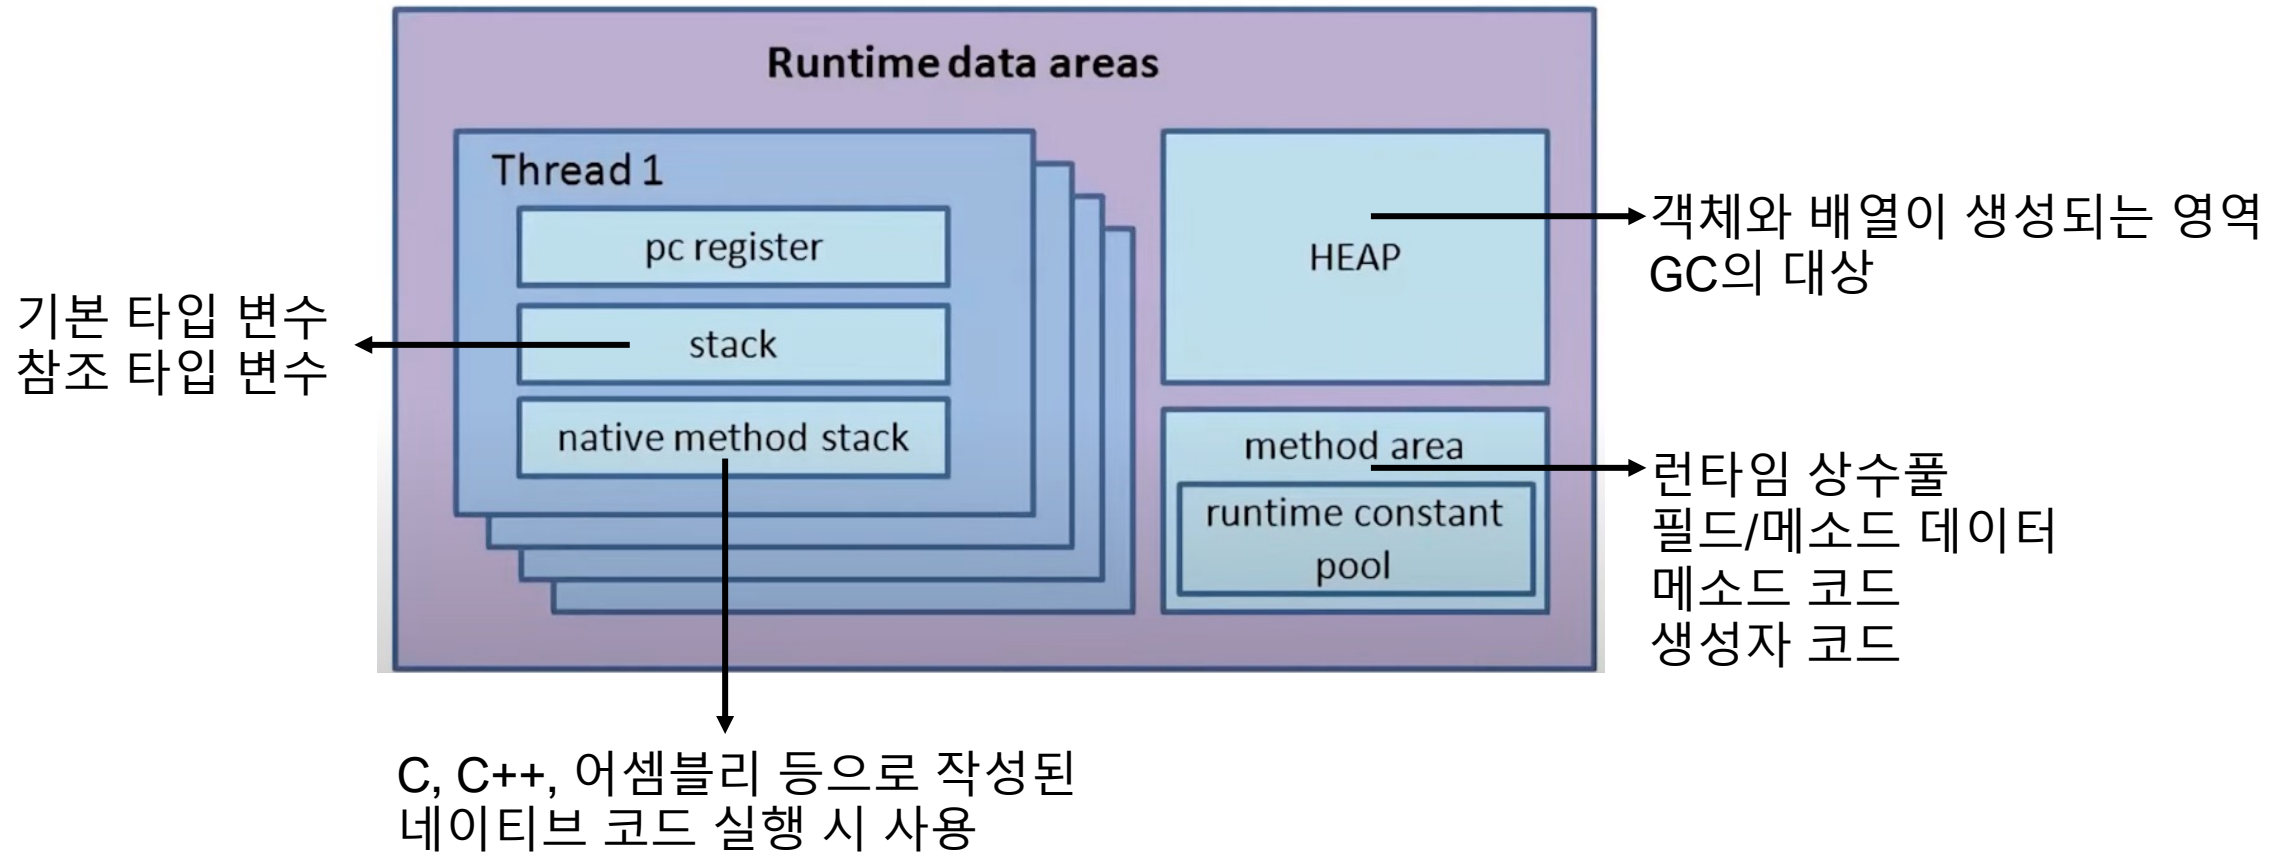 Runtime data areas
Thread 1
pc register
stack
native method stack
HEAP
method area
runtime constant
pool
기본 타입 변수
참조 타입 변수
객체와 배열이 생성되는 영역
GC의 대상
런타임 상수풀
필드/메소드 데이터
메소드 코드
생성자 코드
C, C++, 어셈블리 등으로 작성된
네이티브 코드 실행 시 사용